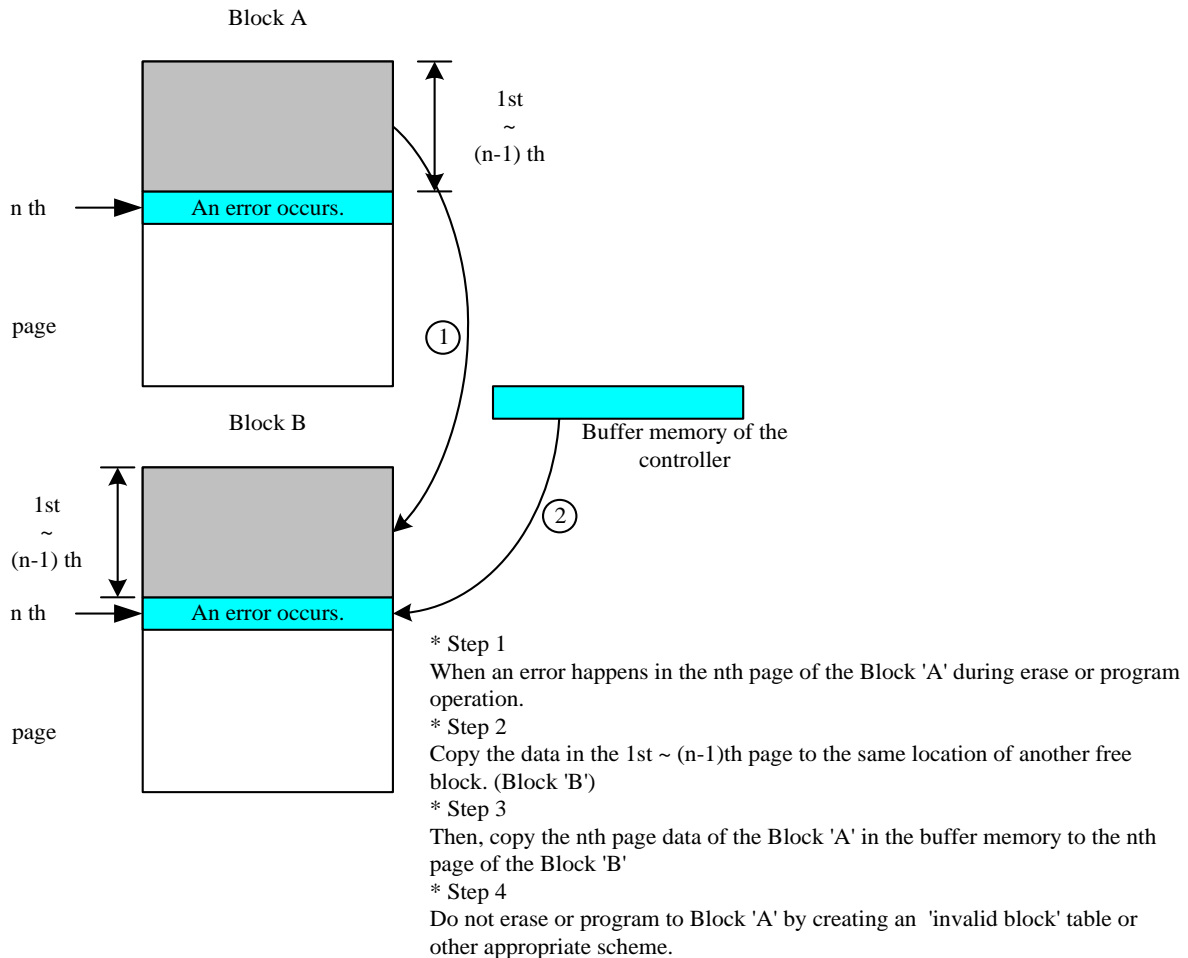 Block A
1st
~
(n-1) th
n th
An error occurs.
page
1
Block B
Buffer memory of the
controller
1st
~
(n-1) th
2
n th
An error occurs.
* Step 1
When an error happens in the nth page of the Block 'A' during erase or program
operation.
* Step 2
page
Copy the data in the 1st ~ (n-1)th page to the same location of another free
block. (Block 'B')
* Step 3
Then, copy the nth page data of the Block 'A' in the buffer memory to the nth
page of the Block 'B'
* Step 4
Do not erase or program to Block 'A' by creating an 'invalid block' table or
other appropriate scheme.